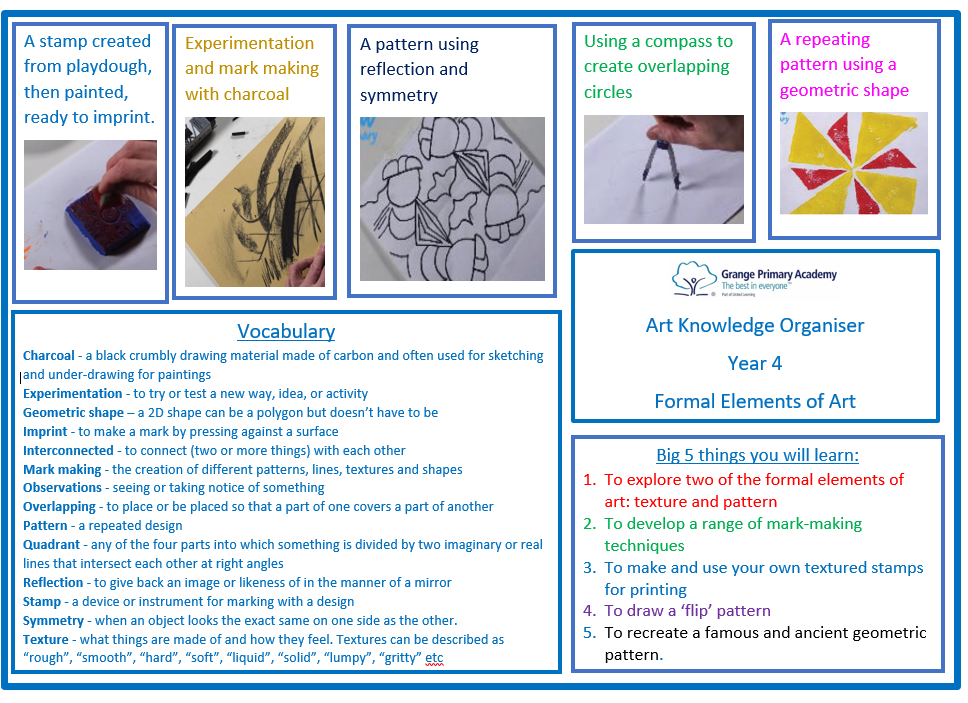 A stamp created
from playdough,
then painted,
ready to imprint.
Experimentation
and mark making
with charcoal
A pattern using
reflection and
symmetry
Using a compass to
create overlapping
circles
A repeating
pattern using a
geometric shape
Grange Primary Academy
The best in everyone™
Part of United Learning
Art Knowledge Organiser
Year 4
Formal Elements of Art
Vocabulary
Charcoal - a black crumbly drawing material made of carbon and often used for sketching
and under-drawing for paintings
Experimentation - to try or test a new way, idea, or activity
Geometric shape – a 2D shape can be a polygon but doesn’t have to be
Imprint - to make a mark by pressing against a surface
Interconnected - to connect (two or more things) with each other
Mark making - the creation of different patterns, lines, textures and shapes
Observations - seeing or taking notice of something
Overlapping - to place or be placed so that a part of one covers a part of another
Pattern - a repeated design
Quadrant - any of the four parts into which something is divided by two imaginary or real
lines that intersect each other at right angles
Reflection - to give back an image or likeness of in the manner of a mirror
Stamp - a device or instrument for marking with a design
Symmetry - when an object looks the exact same on one side as the other.
Texture - what things are made of and how they feel. Textures can be described as
“rough”, “smooth”, “hard”, “soft”, “liquid”, “solid”, “lumpy”, “gritty” etc
Big 5 things you will learn:
1. To explore two of the formal elements of
art: texture and pattern
2. To develop a range of mark-making
techniques
3. To make and use your own textured stamps
for printing
4. To draw a ‘flip’ pattern
5. To recreate a famous and ancient geometric
pattern.